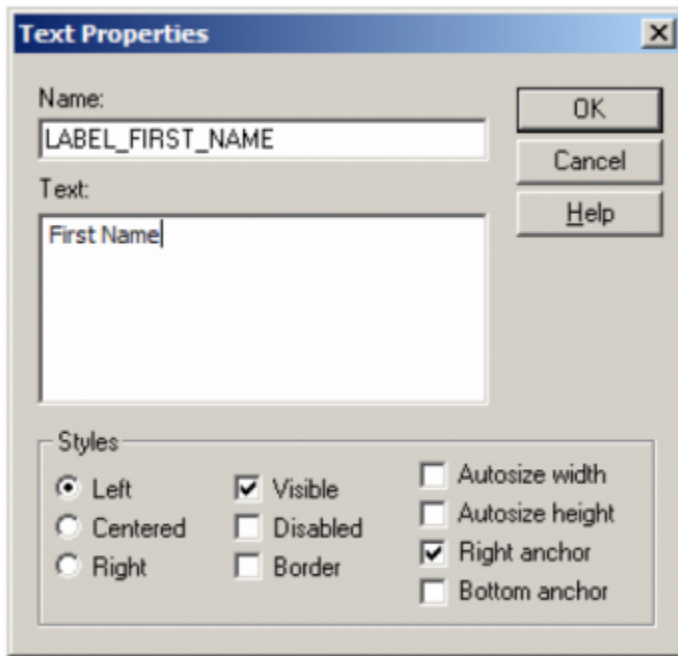 Text Properties
Name:
LABEL_FIRST_NAME
Text:
First Name
OK
Cancel
Help
Styles
Left
Centered
Right
Visible
Disabled
Border
Autosize width
Autosize height
Right anchor
Bottom anchor